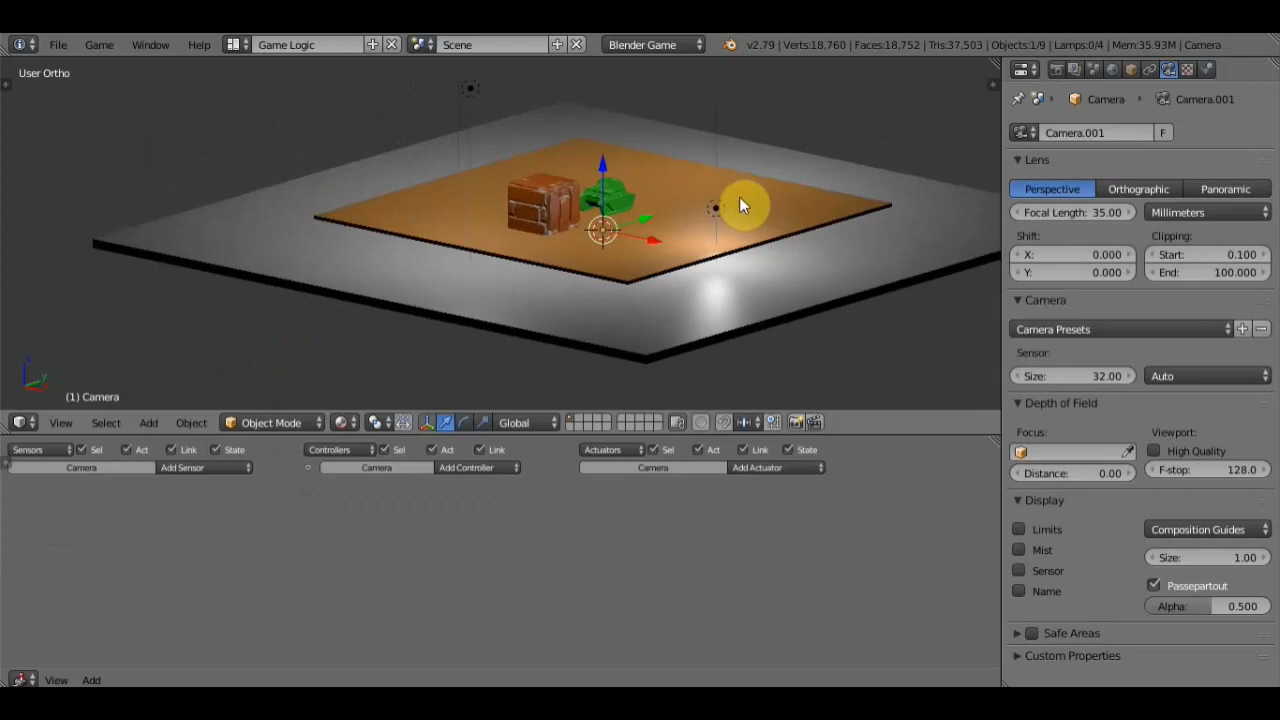 File Game Window Help Game Logic Scene Blender Game v2.79 | Verts:18,760 | Faces:18,752 | Tris:37,503 | Objects:1/9 | Lamps:0/4 | Mem:35.93M | Camera
User Ortho
(1) Camera
View Select Add Object Object Mode Global
Sensors Sel Act Link State Controllers Sel Act Link Actuators Sel Act Link State
Camera Add Sensor Camera Add Controller Camera Add Actuator
View Add
Camera Camera.001
Camera.001 F
Lens
Perspective Orthographic Panoramic
Focal Length: 35.00 Millimeters
Shift: Clipping:
X: 0.000 Start: 0.100
Y: 0.000 End: 100.000
Camera
Camera Presets
Sensor:
Size: 32.00 Auto
Depth of Field
Focus: Viewport:
High Quality
Distance: 0.00 F-stop: 128.0
Display
Limits Composition Guides
Mist Size: 1.00
Sensor Passepartout
Name Alpha: 0.500
Safe Areas
Custom Properties